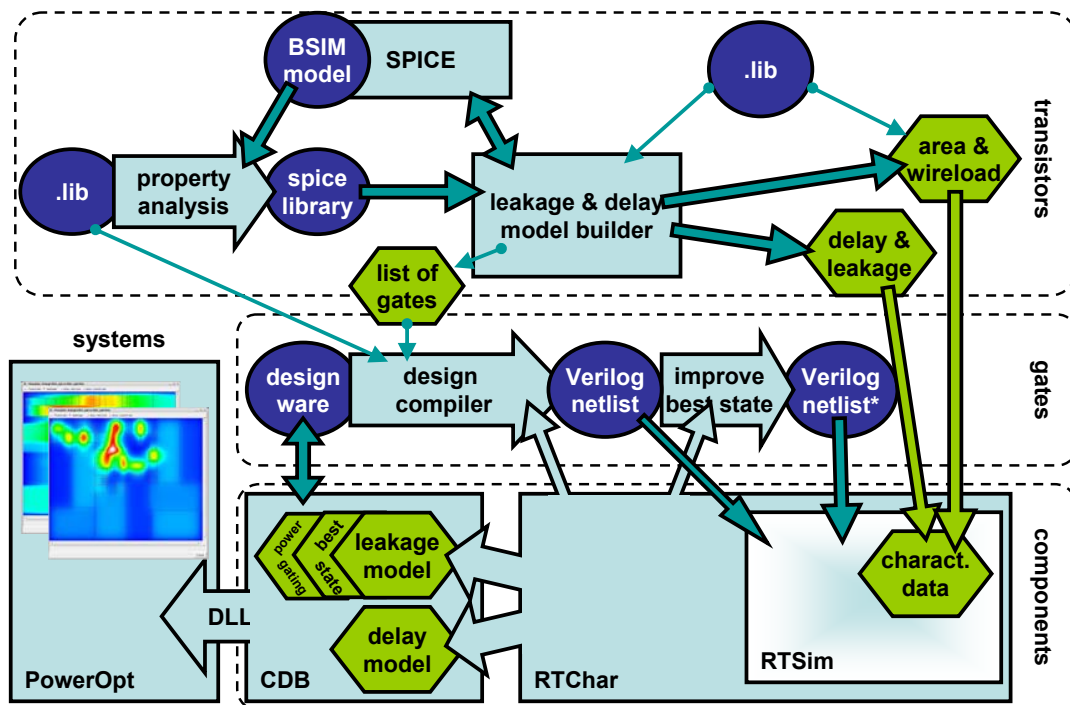 BSIM
model
SPICE
.lib
transistors
area &
wireload
.lib
property
analysis
spice
library
leakage & delay
model builder
delay &
leakage
list of
gates
systems
design
ware
design
compiler
Verilog
netlist
improve
best state
Verilog
netlist*
gates
power
gating
best
state
leakage
model
charact.
data
components
DLL
delay
model
RTSim
PowerOpt
CDB
RTChar